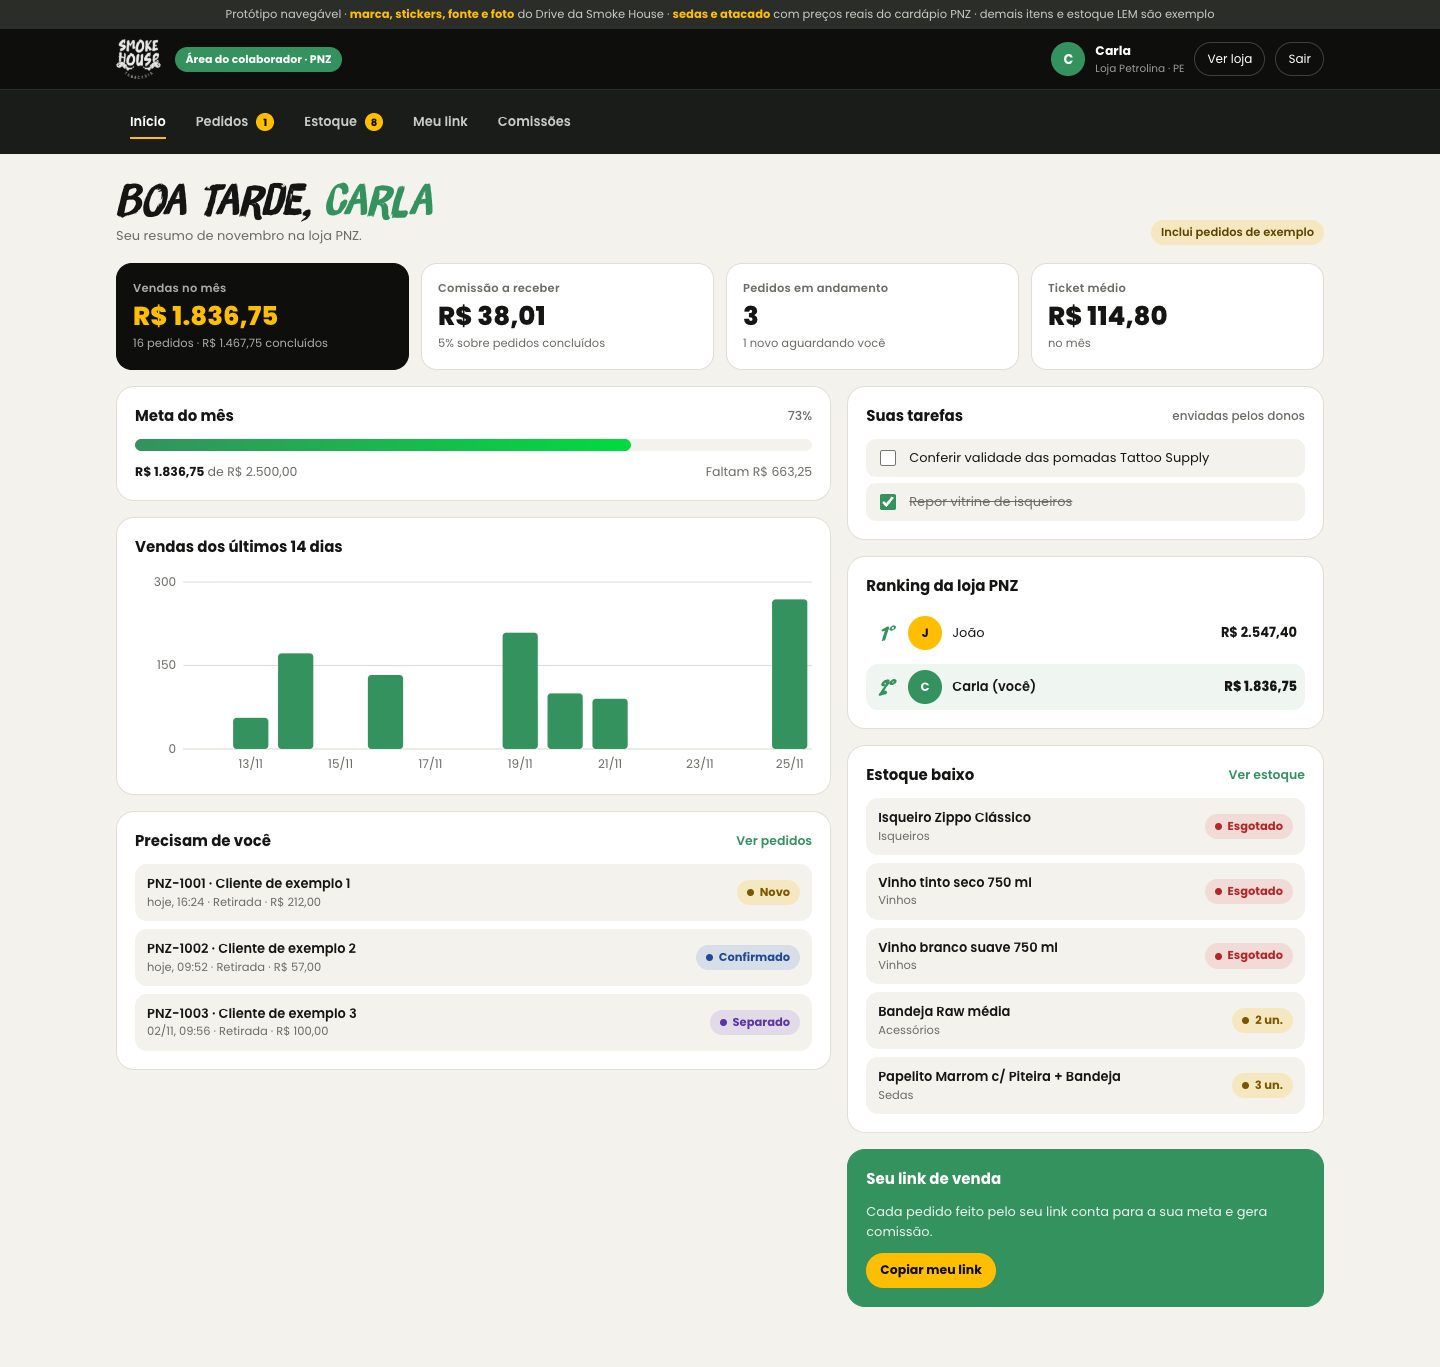 Protótipo navegável · marca, stickers, fonte e foto do Drive da Smoke House · sedas e atacado com preços reais do cardápio PNZ · demais itens e estoque LEM são exemplo
SMOKE HOUSE
Área do colaborador · PNZ
C
Carla
Loja Petrolina · PE
Ver loja
Sair
Início
Pedidos 1
Estoque 8
Meu link
Comissões
BOA TARDE, CARLA
Seu resumo de novembro na loja PNZ.
Inclui pedidos de exemplo
Vendas no mês
R$ 1.836,75
16 pedidos · R$ 1.467,75 concluídos
Comissão a receber
R$ 38,01
5% sobre pedidos concluídos
Pedidos em andamento
3
1 novo aguardando você
Ticket médio
R$ 114,80
no mês
Meta do mês
73%
R$ 1.836,75 de R$ 2.500,00
Faltam R$ 663,25
Vendas dos últimos 14 dias
300
150
0
13/11
15/11
17/11
19/11
21/11
23/11
25/11
Precisam de você
Ver pedidos
PNZ-1001 · Cliente de exemplo 1
hoje, 16:24 · Retirada · R$ 212,00
Novo
PNZ-1002 · Cliente de exemplo 2
hoje, 09:52 · Retirada · R$ 57,00
Confirmado
PNZ-1003 · Cliente de exemplo 3
02/11, 09:56 · Retirada · R$ 100,00
Separado
Suas tarefas
enviadas pelos donos
Conferir validade das pomadas Tattoo Supply
Repor vitrine de isqueiros
Ranking da loja PNZ
1º
J
João
R$ 2.547,40
2º
C
Carla (você)
R$ 1.836,75
Estoque baixo
Ver estoque
Isqueiro Zippo Clássico
Isqueiros
Esgotado
Vinho tinto seco 750 ml
Vinhos
Esgotado
Vinho branco suave 750 ml
Vinhos
Esgotado
Bandeja Raw média
Acessórios
2 un.
Papelito Marrom c/ Piteira + Bandeja
Sedas
3 un.
Seu link de venda
Cada pedido feito pelo seu link conta para a sua meta e gera
comissão.
Copiar meu link